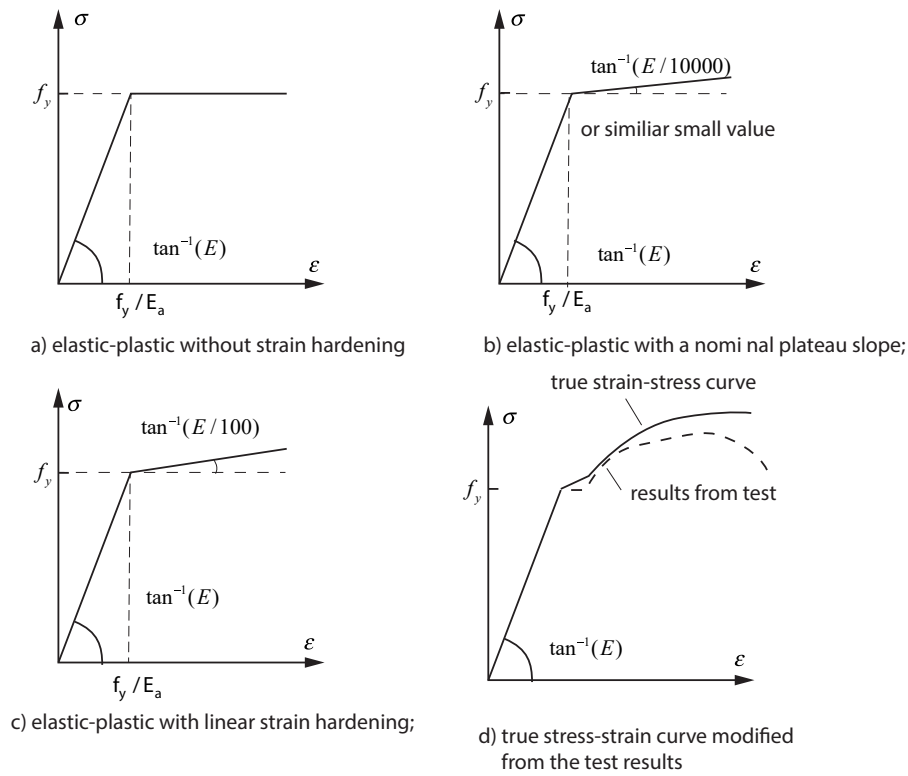 σ
f_y
tan⁻¹(E)
ε
f_y / E_a
a) elastic-plastic without strain hardening
σ
tan⁻¹(E / 10000)
f_y
or similiar small value
tan⁻¹(E)
ε
f_y / E_a
b) elastic-plastic with a nomi nal plateau slope;
σ
tan⁻¹(E / 100)
f_y
tan⁻¹(E)
ε
f_y / E_a
c) elastic-plastic with linear strain hardening;
true strain-stress curve
σ
f_y
results from test
tan⁻¹(E)
ε
d) true stress-strain curve modified
from the test results